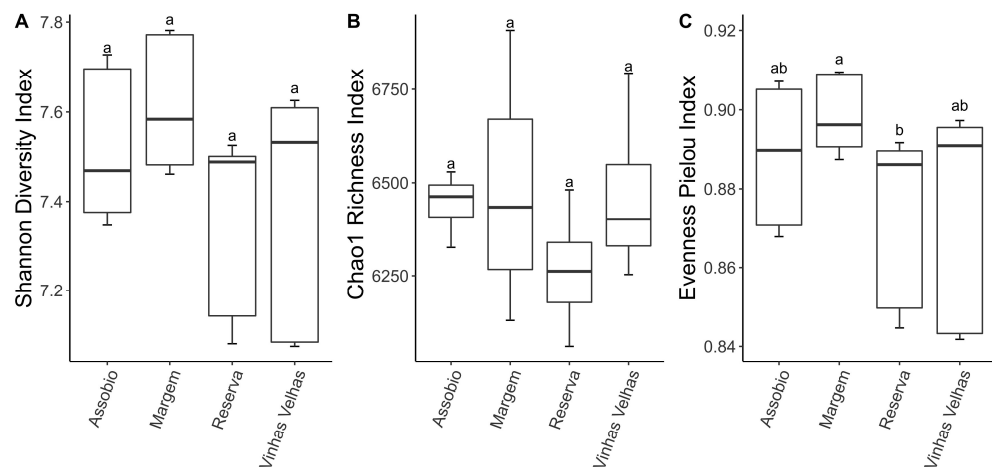 A
Shannon Diversity Index
7.8
7.6
7.4
7.2
a
a
a
a
Assobio
Margem
Reserva
Vinhas Velhas
B
Chao1 Richness Index
6750
6500
6250
a
a
a
a
Assobio
Margem
Reserva
Vinhas Velhas
C
Evenness Pielou Index
0.92
0.90
0.88
0.86
0.84
ab
a
b
ab
Assobio
Margem
Reserva
Vinhas Velhas